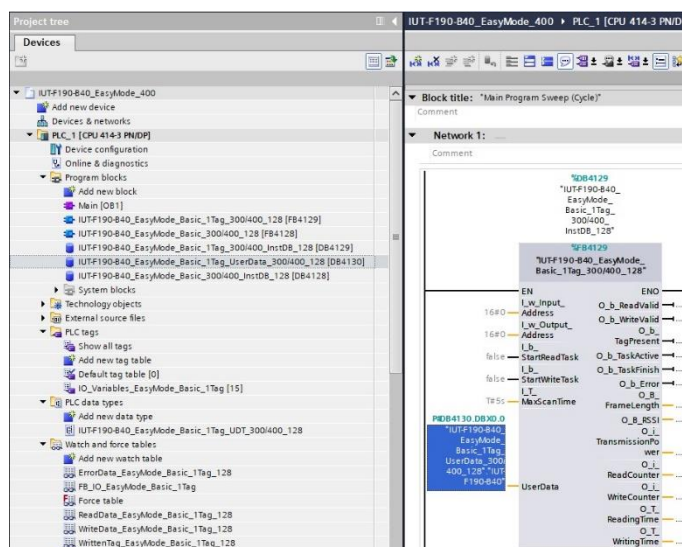 Project tree
Devices
IUT-F190-B40_EasyMode_400
Add new device
Devices & networks
PLC_1 [CPU 414-3 PN/DP]
Device configuration
Online & diagnostics
Program blocks
Add new block
Main [OB1]
IUT-F190-B40_EasyMode_Basic_1Tag_300/400_128 [FB4129]
IUT-F190-B40_EasyMode_Basic_300/400_128 [FB4128]
IUT-F190-B40_EasyMode_Basic_1Tag_300/400_InstDB_128 [DB4129]
IUT-F190-B40_EasyMode_Basic_1Tag_UserData_300/400_128 [DB4130]
IUT-F190-B40_EasyMode_Basic_300/400_InstDB_128 [DB4128]
System blocks
Technology objects
External source files
PLC tags
Show all tags
Add new tag table
Default tag table [0]
IO_Variables_EasyMode_Basic_1Tag [15]
PLC data types
Add new data type
IUT-F190-B40_EasyMode_Basic_1Tag_UDT_300/400_128
Watch and force tables
Add new watch table
ErrorData_EasyMode_Basic_1Tag_128
FB_IO_EasyMode_Basic_1Tag
Force table
ReadData_EasyMode_Basic_1Tag_128
WriteData_EasyMode_Basic_1Tag_128
WrittenTag_EasyMode_Basic_1Tag_128
IUT-F190-B40_EasyMode_400 ▸ PLC_1 [CPU 414-3 PN/D
Block title: "Main Program Sweep (Cycle)"
Comment
Network 1:
Comment
%DB4129
"IUT-F190-B40_
EasyMode_
Basic_1Tag_
300/400_
InstDB_128"
%FB4129
"IUT-F190-B40_EasyMode_
Basic_1Tag_300/400_128"
EN ENO
16#0 I_w_Input_
Address
16#0 I_w_Output_
Address
false I_b_
StartReadTask
false I_b_
StartWriteTask
T#5s I_T_
MaxScanTime
P#DB4130.DBX0.0
"IUT-F190-B40_
EasyMode_
Basic_1Tag_
UserData_300/
400_128"."IUT-
F190-B40"
UserData
O_b_ReadValid
O_b_WriteValid
O_b_
TagPresent
O_b_TaskActive
O_b_TaskFinish
O_b_Error
O_B_
FrameLength
O_B_RSSI
O_i_
TransmissionPo
wer
O_i_
ReadCounter
O_i_
WriteCounter
O_T_
ReadingTime
O_T_
WritingTime